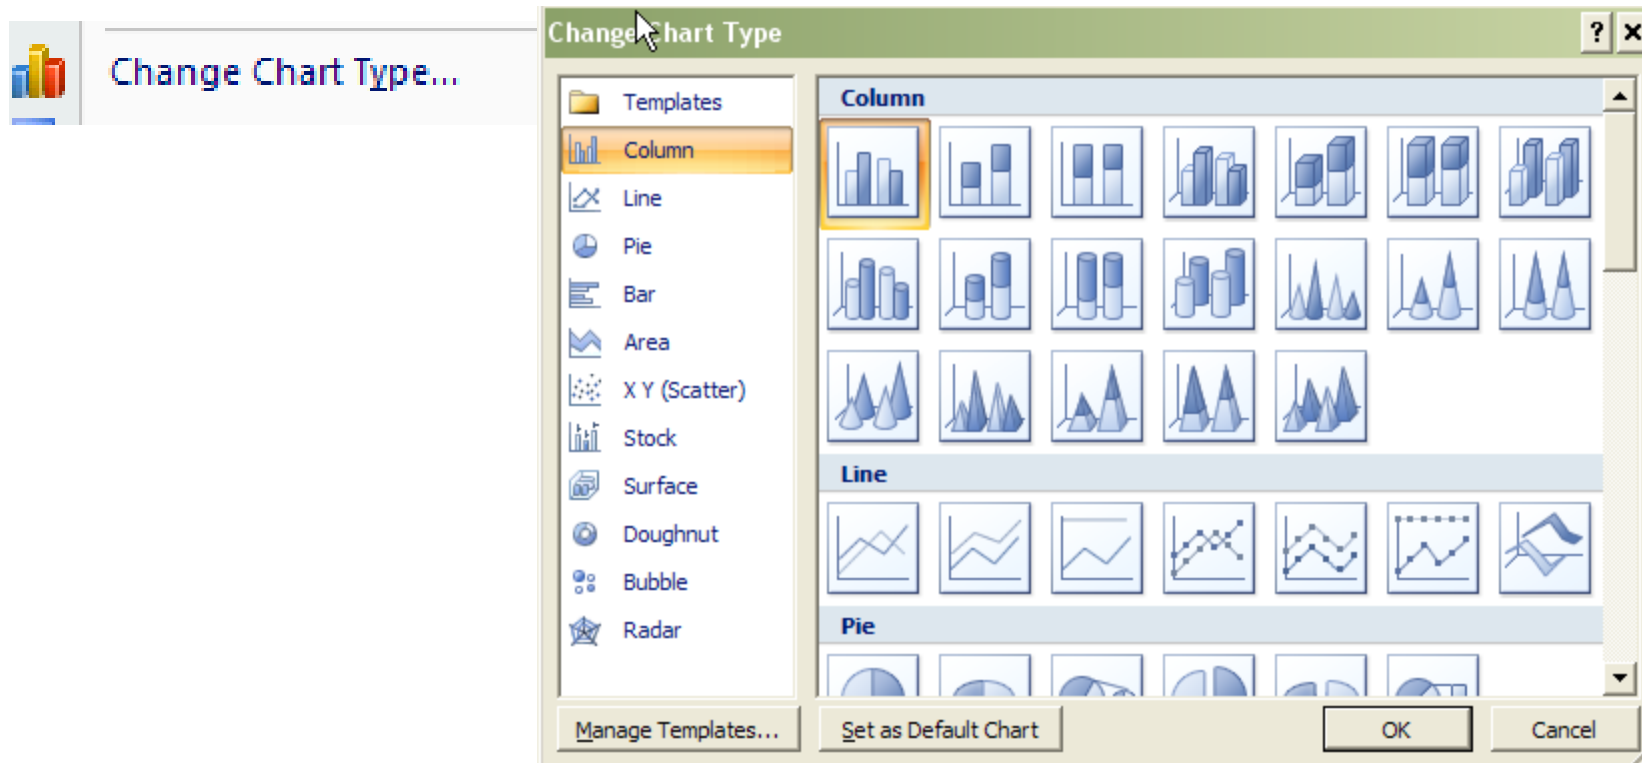 Change Chart Type...
Change Chart Type
Templates
Column
Line
Pie
Bar
Area
X Y (Scatter)
Stock
Surface
Doughnut
Bubble
Radar
Column
Line
Pie
Manage Templates...
Set as Default Chart
OK
Cancel